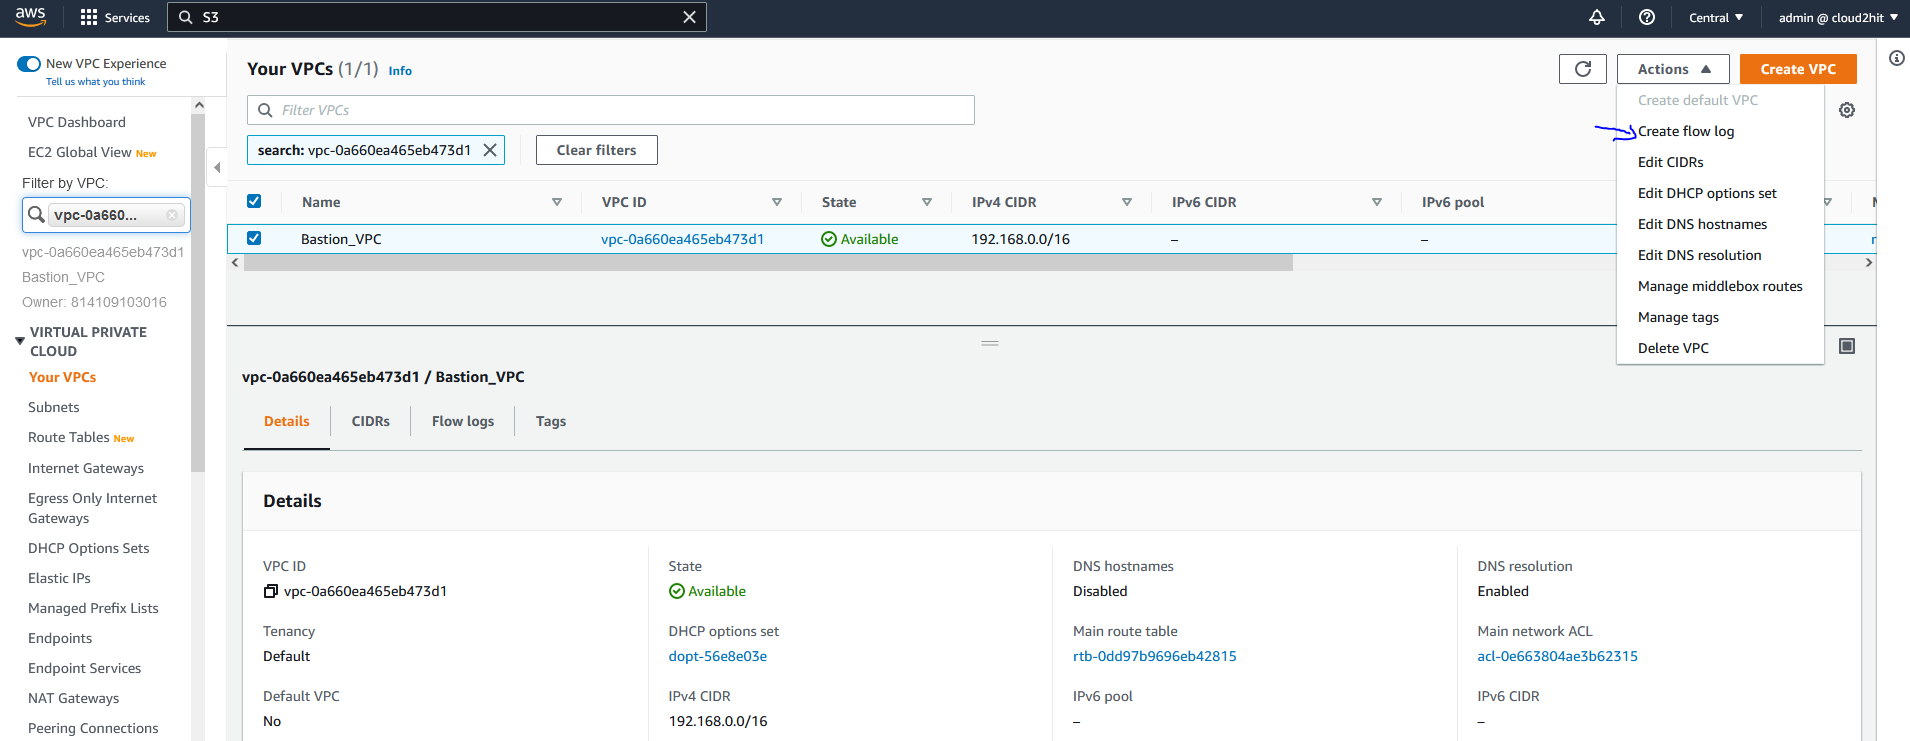 aws
Services
S3
Central
admin @ cloud2hit
New VPC Experience
Tell us what you think
VPC Dashboard
EC2 Global View New
Filter by VPC:
vpc-0a660...
vpc-0a660ea465eb473d1
Bastion_VPC
Owner: 814109103016
VIRTUAL PRIVATE
CLOUD
Your VPCs
Subnets
Route Tables New
Internet Gateways
Egress Only Internet
Gateways
DHCP Options Sets
Elastic IPs
Managed Prefix Lists
Endpoints
Endpoint Services
NAT Gateways
Peering Connections
Your VPCs (1/1) Info
Actions
Create VPC
Filter VPCs
search: vpc-0a660ea465eb473d1
Clear filters
Create default VPC
Create flow log
Edit CIDRs
Edit DHCP options set
Edit DNS hostnames
Edit DNS resolution
Manage middlebox routes
Manage tags
Delete VPC
Name VPC ID State IPv4 CIDR IPv6 CIDR IPv6 pool
Bastion_VPC vpc-0a660ea465eb473d1 Available 192.168.0.0/16 – –
vpc-0a660ea465eb473d1 / Bastion_VPC
Details CIDRs Flow logs Tags
Details
VPC ID State DNS hostnames DNS resolution
vpc-0a660ea465eb473d1 Available Disabled Enabled
Tenancy DHCP options set Main route table Main network ACL
Default dopt-56e8e03e rtb-0dd97b9696eb42815 acl-0e663804ae3b62315
Default VPC IPv4 CIDR IPv6 pool IPv6 CIDR
No 192.168.0.0/16 – –